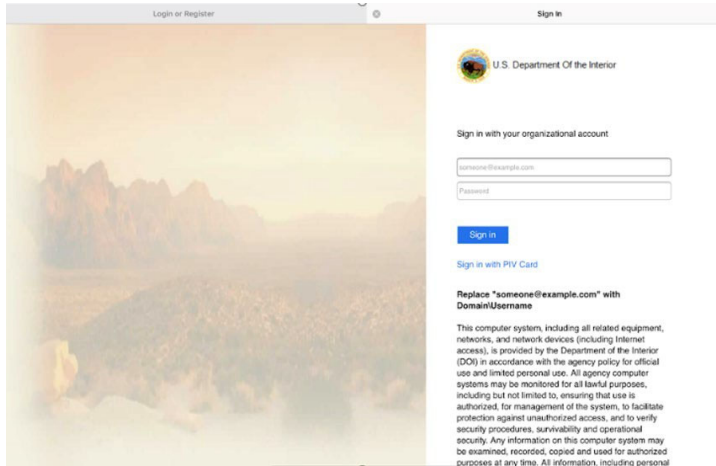 Login or Register
Sign In
U.S. Department Of the Interior
Sign in with your organizational account
someone@example.com
Password
Sign in
Sign in with PIV Card
Replace "someone@example.com" with
Domain\Username
This computer system, including all related equipment,
networks, and network devices (including Internet
access), is provided by the Department of the Interior
(DOI) in accordance with the agency policy for official
use and limited personal use. All agency computer
systems may be monitored for all lawful purposes,
including but not limited to, ensuring that use is
authorized, for management of the system, to facilitate
protection against unauthorized access, and to verify
security procedures, survivability and operational
security. Any information on this computer system may
be examined, recorded, copied and used for authorized
purposes at any time. All information, including personal